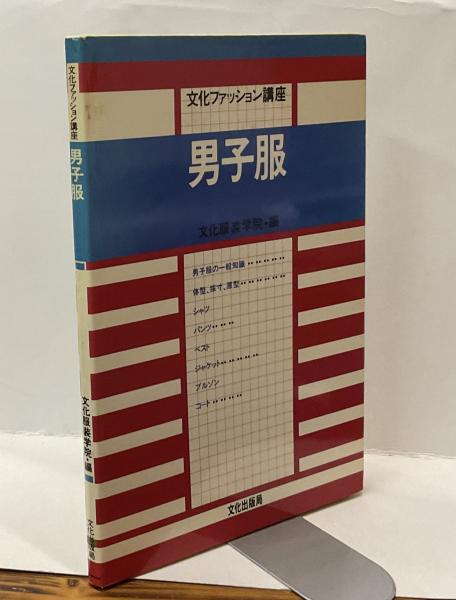 文化ファッション講座
男子服
文化服装学院・編
文化出版局
文化ファッション講座
男子服
文化服装学院・編
男子服の一般知識‥‥‥
体型、採寸、原型‥‥‥
シャツ
パンツ‥‥
ベスト
ジャケット‥‥‥
ブルゾン
コート‥‥‥
文化出版局